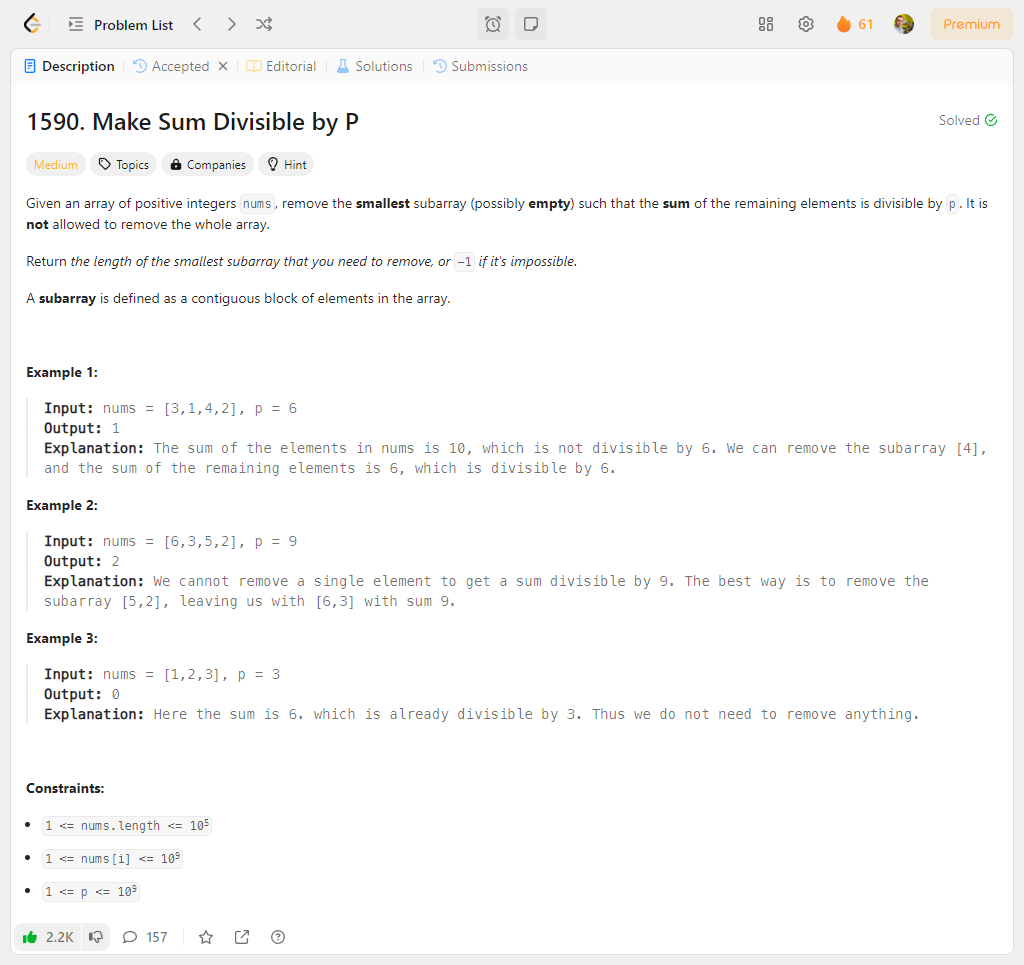 Problem List
61
Premium
Description
Accepted
Editorial
Solutions
Submissions
1590. Make Sum Divisible by P
Solved
Medium
Topics
Companies
Hint
Given an array of positive integers nums, remove the smallest subarray (possibly empty) such that the sum of the remaining elements is divisible by p. It is
not allowed to remove the whole array.
Return the length of the smallest subarray that you need to remove, or -1 if it's impossible.
A subarray is defined as a contiguous block of elements in the array.
Example 1:
Input: nums = [3,1,4,2], p = 6
Output: 1
Explanation: The sum of the elements in nums is 10, which is not divisible by 6. We can remove the subarray [4],
and the sum of the remaining elements is 6, which is divisible by 6.
Example 2:
Input: nums = [6,3,5,2], p = 9
Output: 2
Explanation: We cannot remove a single element to get a sum divisible by 9. The best way is to remove the
subarray [5,2], leaving us with [6,3] with sum 9.
Example 3:
Input: nums = [1,2,3], p = 3
Output: 0
Explanation: Here the sum is 6. which is already divisible by 3. Thus we do not need to remove anything.
Constraints:
• 1 <= nums.length <= 10⁵
• 1 <= nums[i] <= 10⁹
• 1 <= p <= 10⁹
2.2K
157